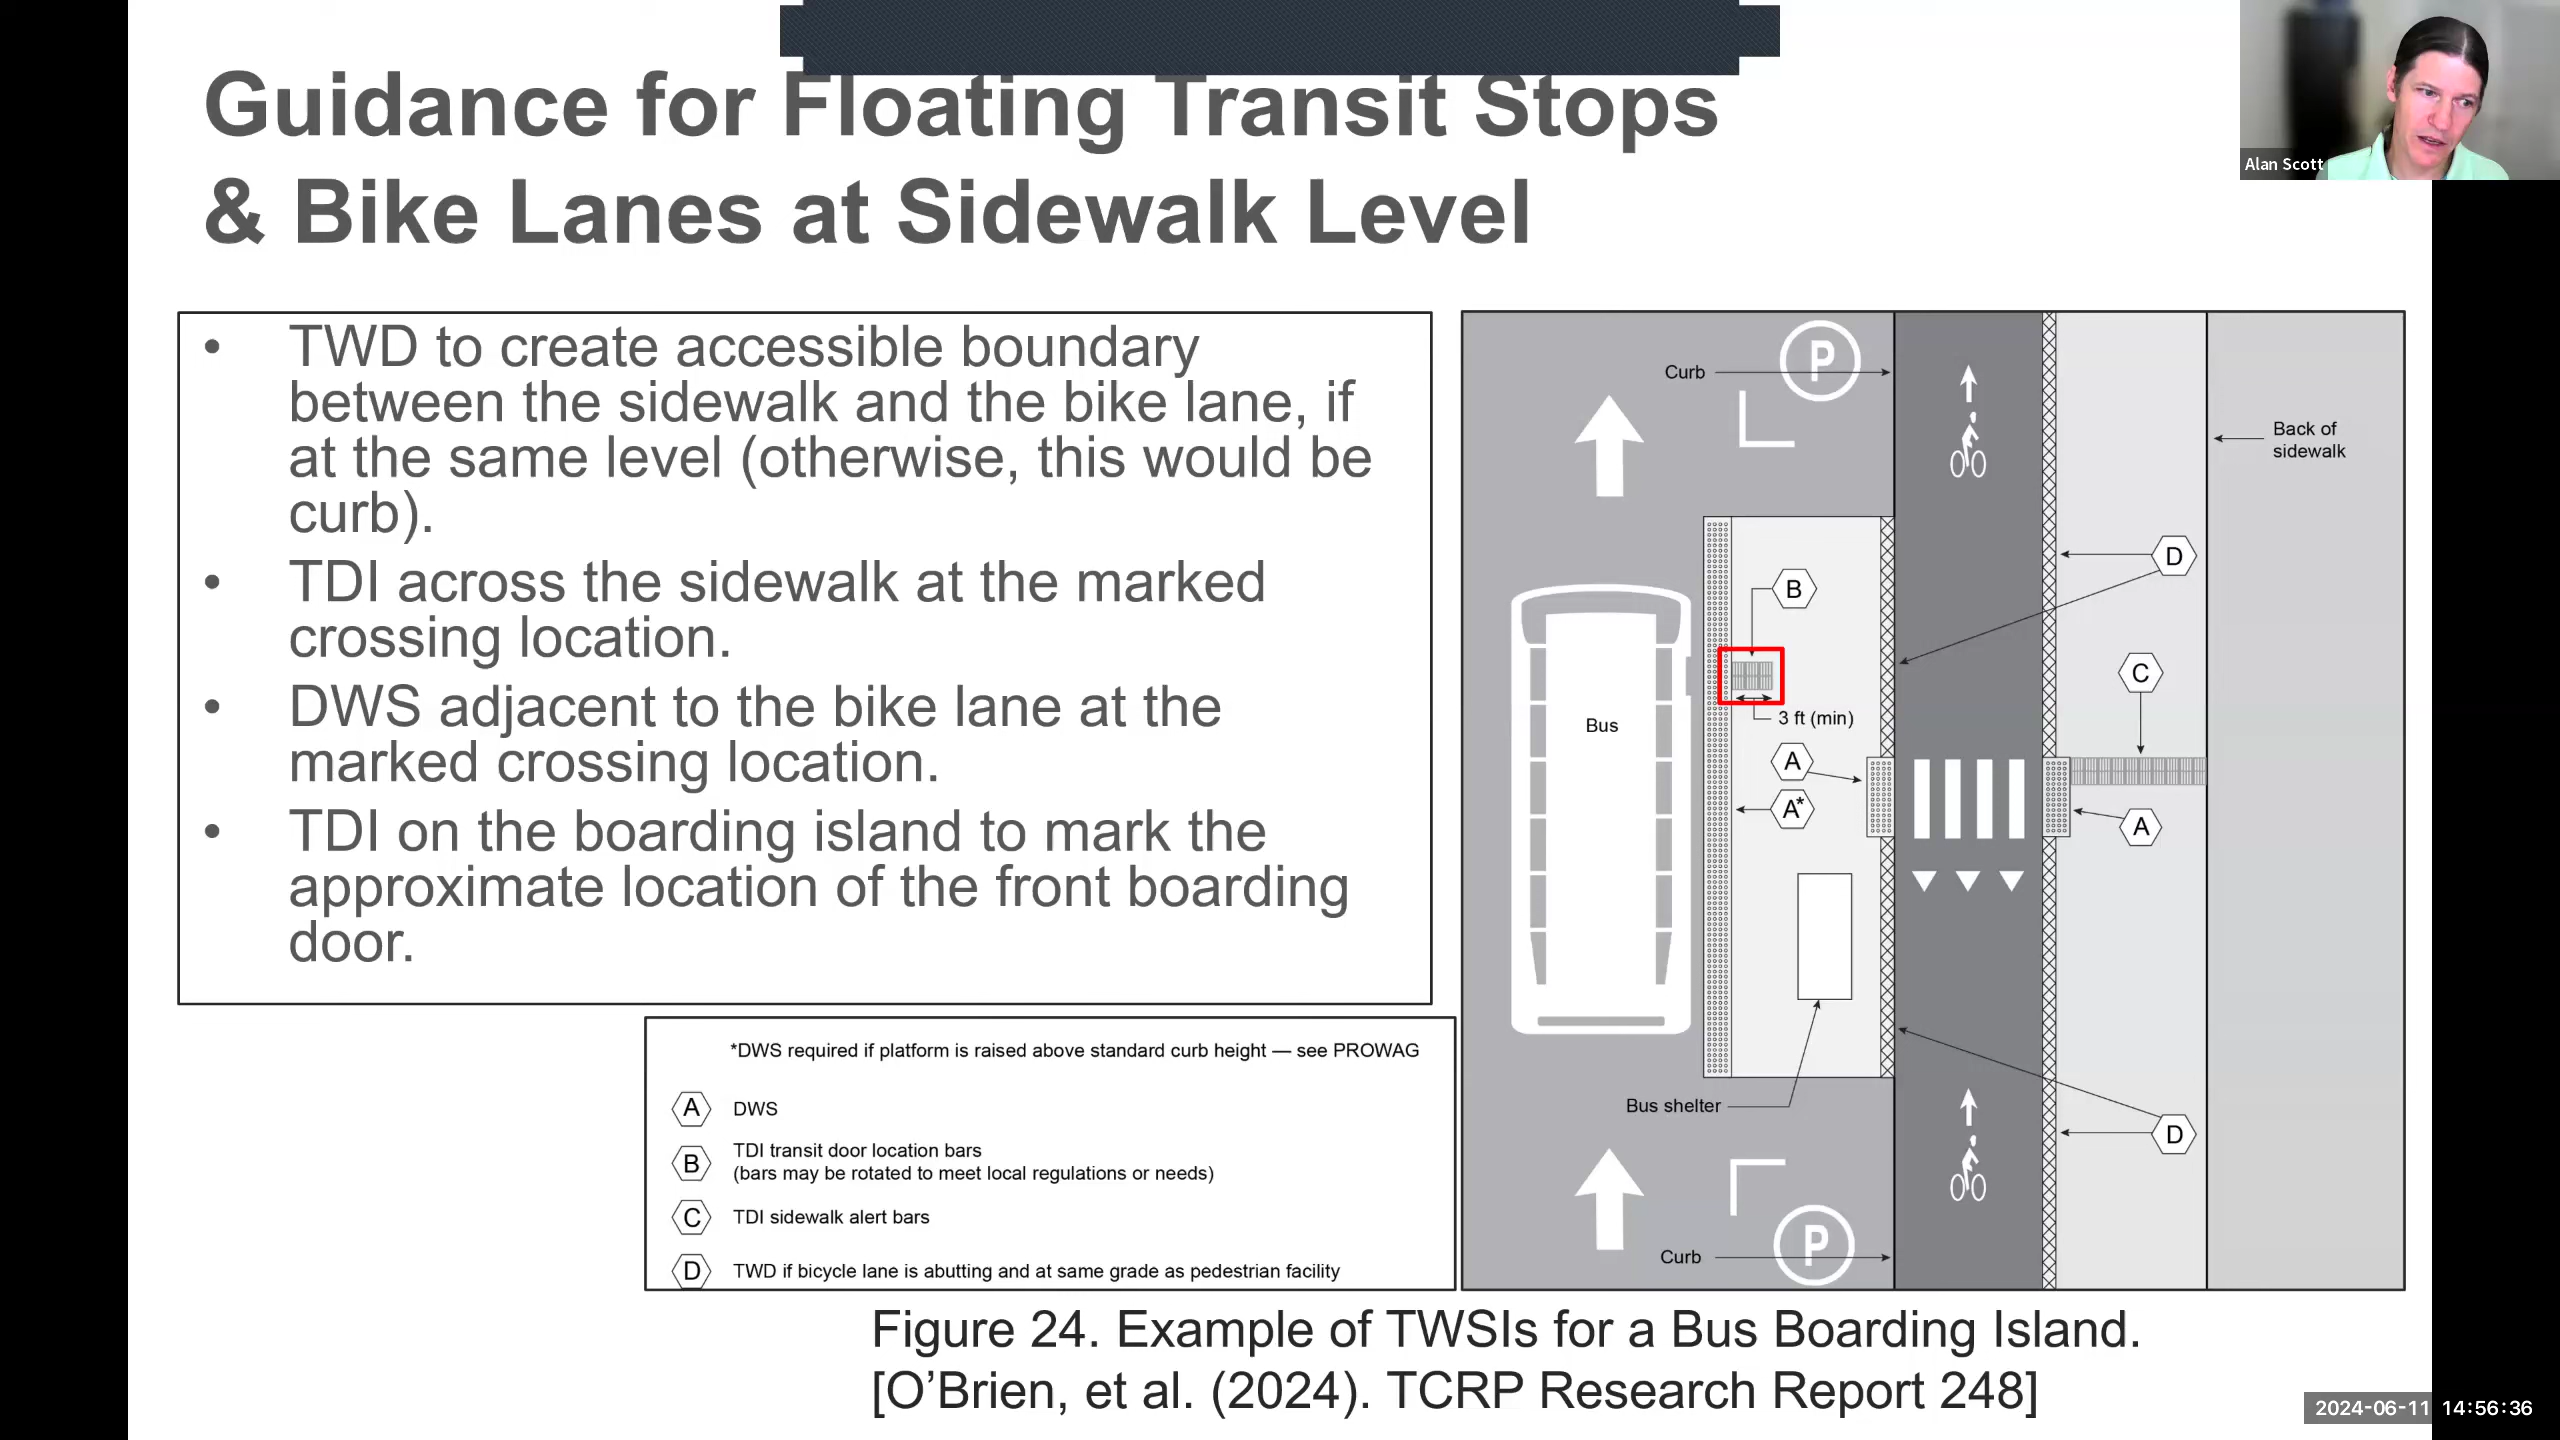 Guidance for Floating Transit Stops
& Bike Lanes at Sidewalk Level
Alan Scott
• TWD to create accessible boundary
between the sidewalk and the bike lane, if
at the same level (otherwise, this would be
curb).
• TDI across the sidewalk at the marked
crossing location.
• DWS adjacent to the bike lane at the
marked crossing location.
• TDI on the boarding island to mark the
approximate location of the front boarding
door.
Curb
P
Back of
sidewalk
D
B
C
3 ft (min)
Bus
A
A*
A
Bus shelter
D
Curb
P
*DWS required if platform is raised above standard curb height — see PROWAG
A DWS
B TDI transit door location bars
(bars may be rotated to meet local regulations or needs)
C TDI sidewalk alert bars
D TWD if bicycle lane is abutting and at same grade as pedestrian facility
Figure 24. Example of TWSIs for a Bus Boarding Island.
[O’Brien, et al. (2024). TCRP Research Report 248]
2024-06-11 14:56:36